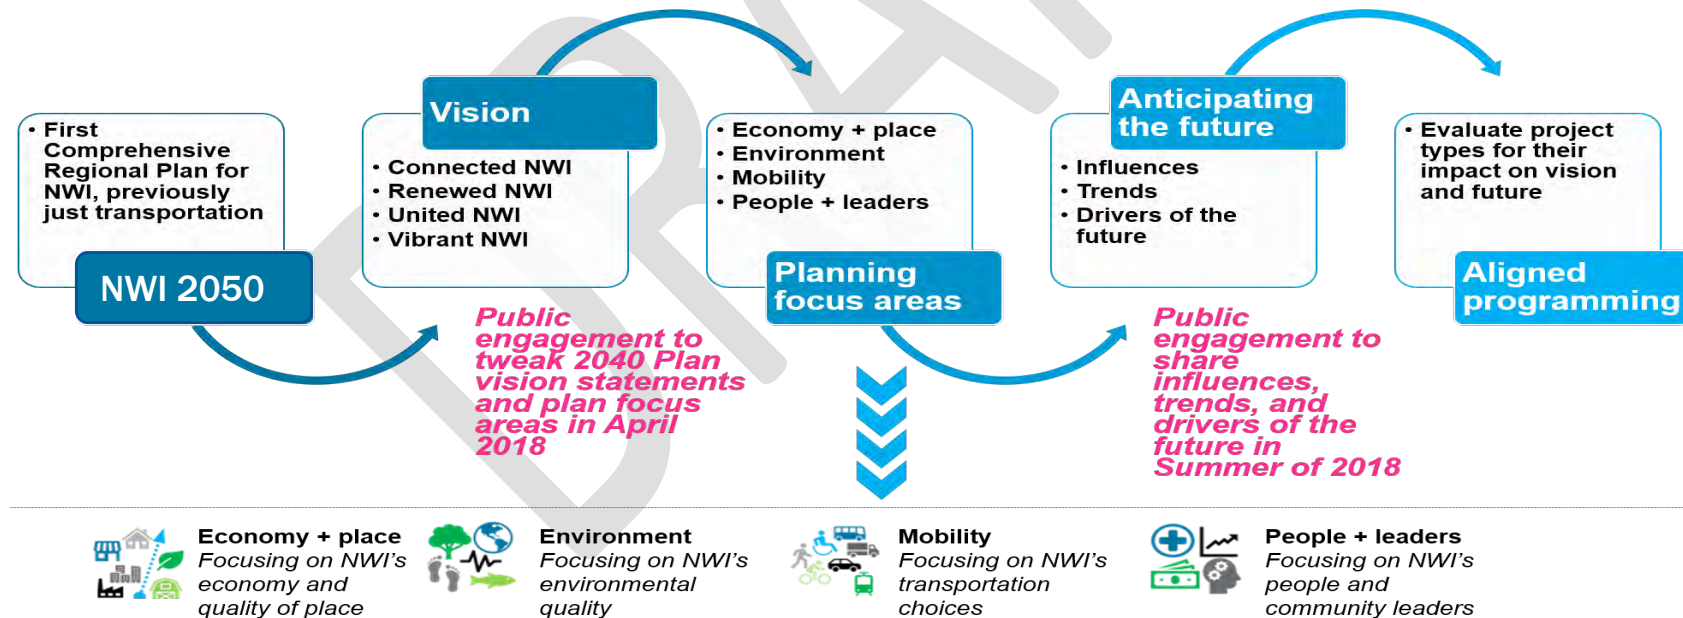 • First
Comprehensive
Regional Plan for
NWI, previously
just transportation
NWI 2050
Vision
• Connected NWI
• Renewed NWI
• United NWI
• Vibrant NWI
Public
engagement to
tweak 2040 Plan
vision statements
and plan focus
areas in April
2018
• Economy + place
• Environment
• Mobility
• People + leaders
Planning
focus areas
Anticipating
the future
• Influences
• Trends
• Drivers of the
future
Public
engagement to
share
influences,
trends, and
drivers of the
future in
Summer of 2018
• Evaluate project
types for their
impact on vision
and future
Aligned
programming
Economy + place
Focusing on NWI's
economy and
quality of place
Environment
Focusing on NWI's
environmental
quality
Mobility
Focusing on NWI's
transportation
choices
People + leaders
Focusing on NWI's
people and
community leaders